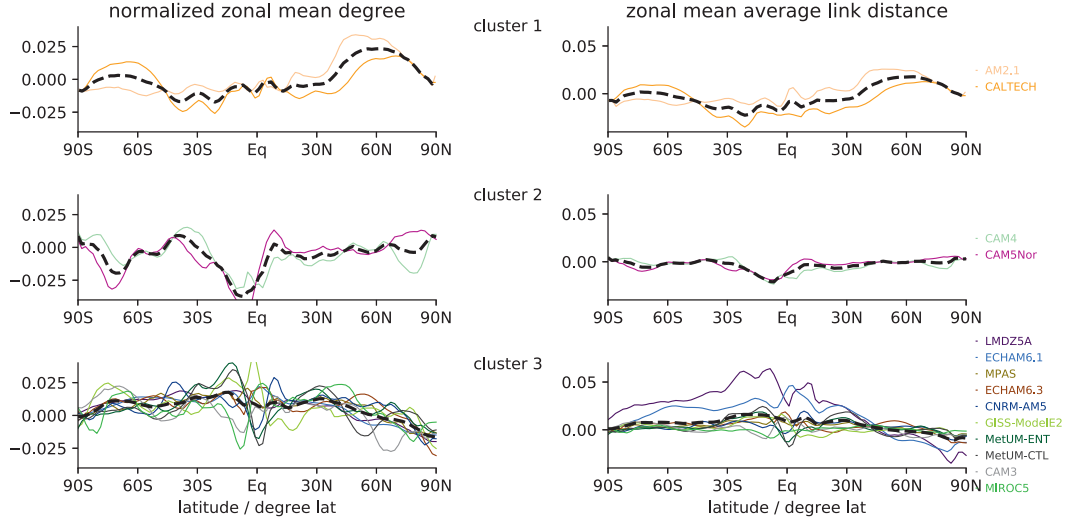 normalized zonal mean degree
zonal mean average link distance
cluster 1
0.025
0.000
−0.025
90S 60S 30S Eq 30N 60N 90N
0.05
0.00
90S 60S 30S Eq 30N 60N 90N
AM2.1
CALTECH
cluster 2
0.025
0.000
−0.025
90S 60S 30S Eq 30N 60N 90N
0.05
0.00
90S 60S 30S Eq 30N 60N 90N
CAM4
CAM5Nor
cluster 3
0.025
0.000
−0.025
90S 60S 30S Eq 30N 60N 90N
latitude / degree lat
0.05
0.00
90S 60S 30S Eq 30N 60N 90N
latitude / degree lat
LMDZ5A
ECHAM6.1
MPAS
ECHAM6.3
CNRM-AM5
GISS-ModelE2
MetUM-ENT
MetUM-CTL
CAM3
MIROC5